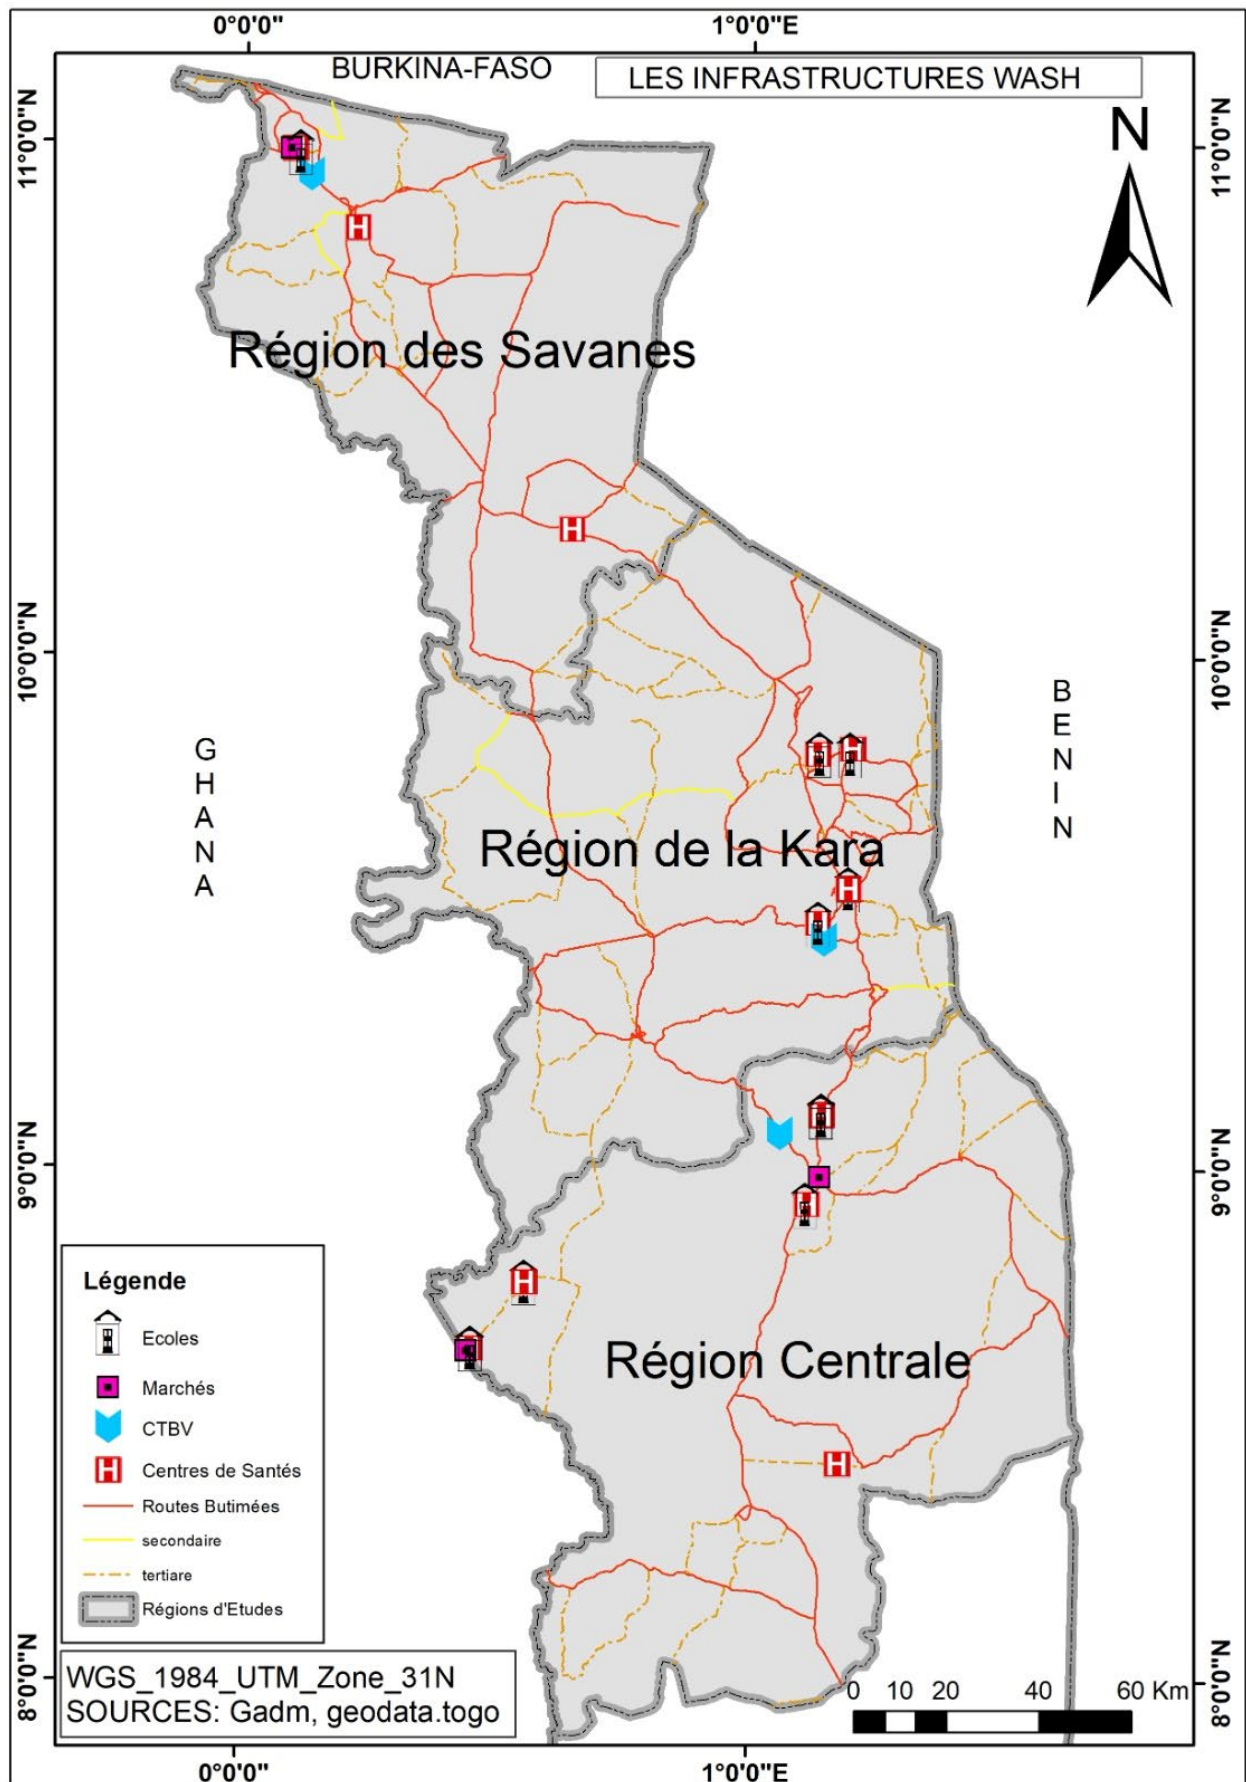 0°0'0"
1°0'0"E
BURKINA-FASO
LES INFRASTRUCTURES WASH
11°0'0"N
11°0'0"N
N
H
Région des Savanes
H
10°0'0"N
10°0'0"N
GHANA
BENIN
H
H
Région de la Kara
H
H
9°0'0"N
9°0'0"N
H
H
H
Région Centrale
H
Légende
Ecoles
Marchés
CTBV
H Centres de Santés
Routes Butimées
secondaire
tertiare
Régions d'Etudes
WGS_1984_UTM_Zone_31N
SOURCES: Gadm, geodata.togo
0 10 20 40 60 Km
8°0'0"N
8°0'0"N
0°0'0"
1°0'0"E